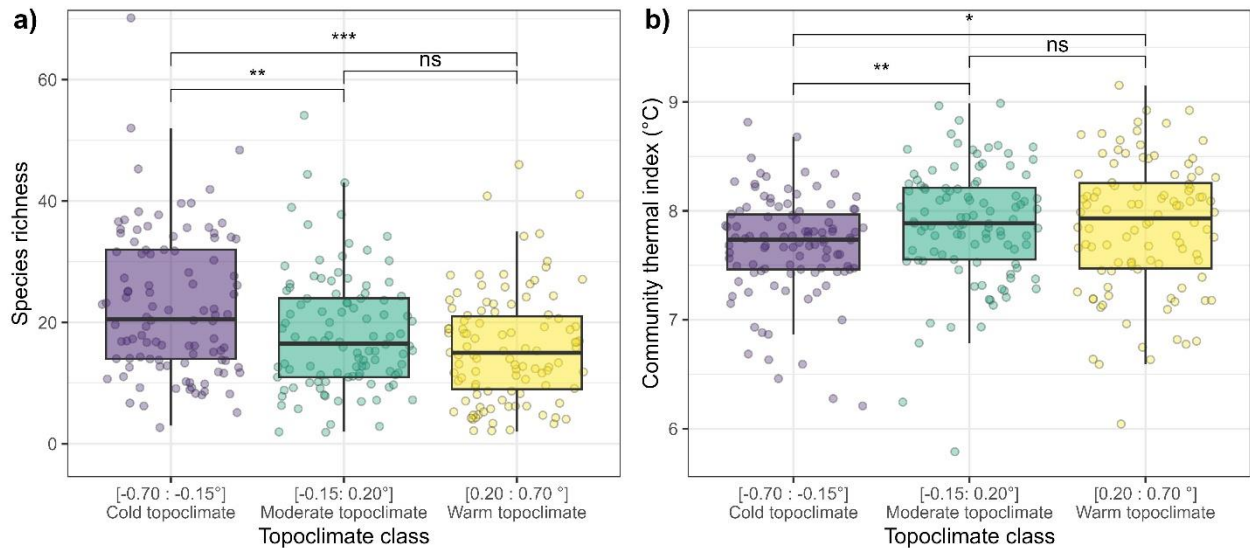 a)
***
**
ns
Species richness
60
40
20
0
[-0.70 : -0.15°]
Cold topoclimate
[-0.15: 0.20°]
Moderate topoclimate
[0.20 : 0.70 °]
Warm topoclimate
Topoclimate class
b)
*
ns
**
Community thermal index (°C)
9
8
7
6
[-0.70 : -0.15°]
Cold topoclimate
[-0.15: 0.20°]
Moderate topoclimate
[0.20 : 0.70 °]
Warm topoclimate
Topoclimate class